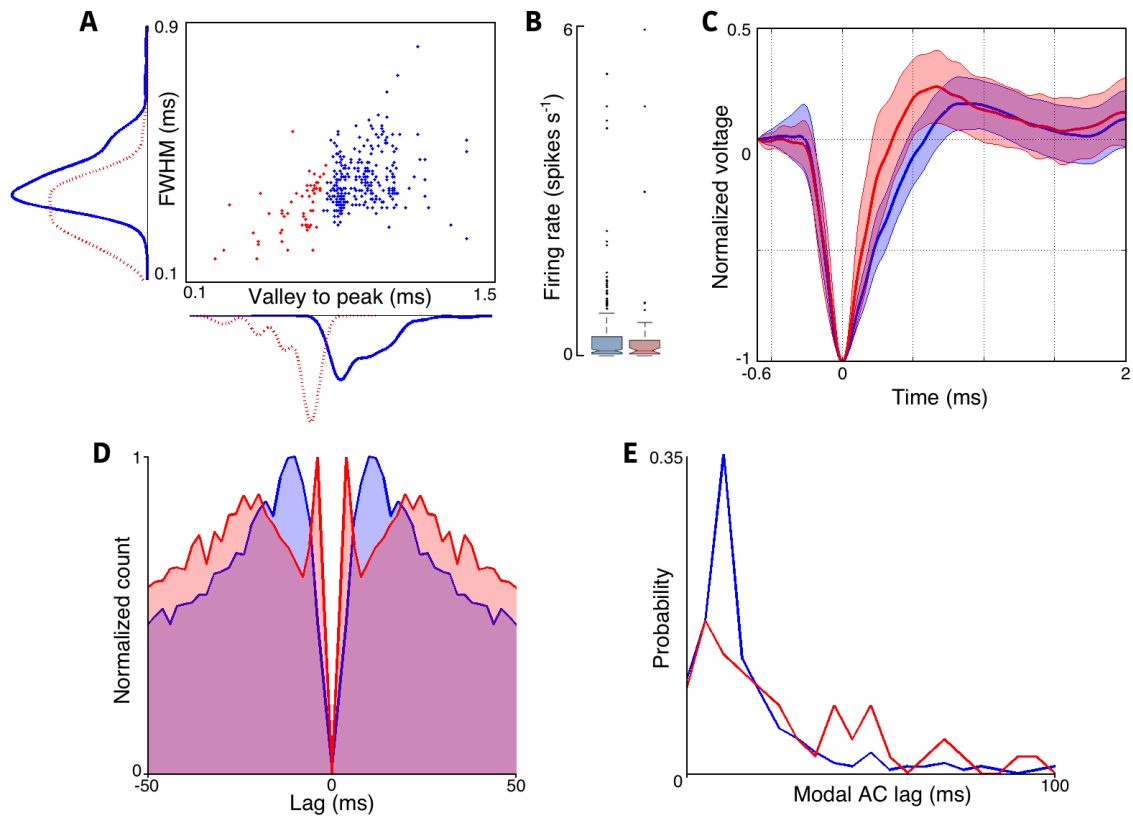 A
0.9
FWHM (ms)
0.1
0.1
Valley to peak (ms)
1.5
B
6
Firing rate (spikes s⁻¹)
0
C
0.5
Normalized voltage
0
-1
-0.6
0
2
Time (ms)
D
1
Normalized count
0
-50
0
50
Lag (ms)
E
0.35
Probability
0
0
100
Modal AC lag (ms)